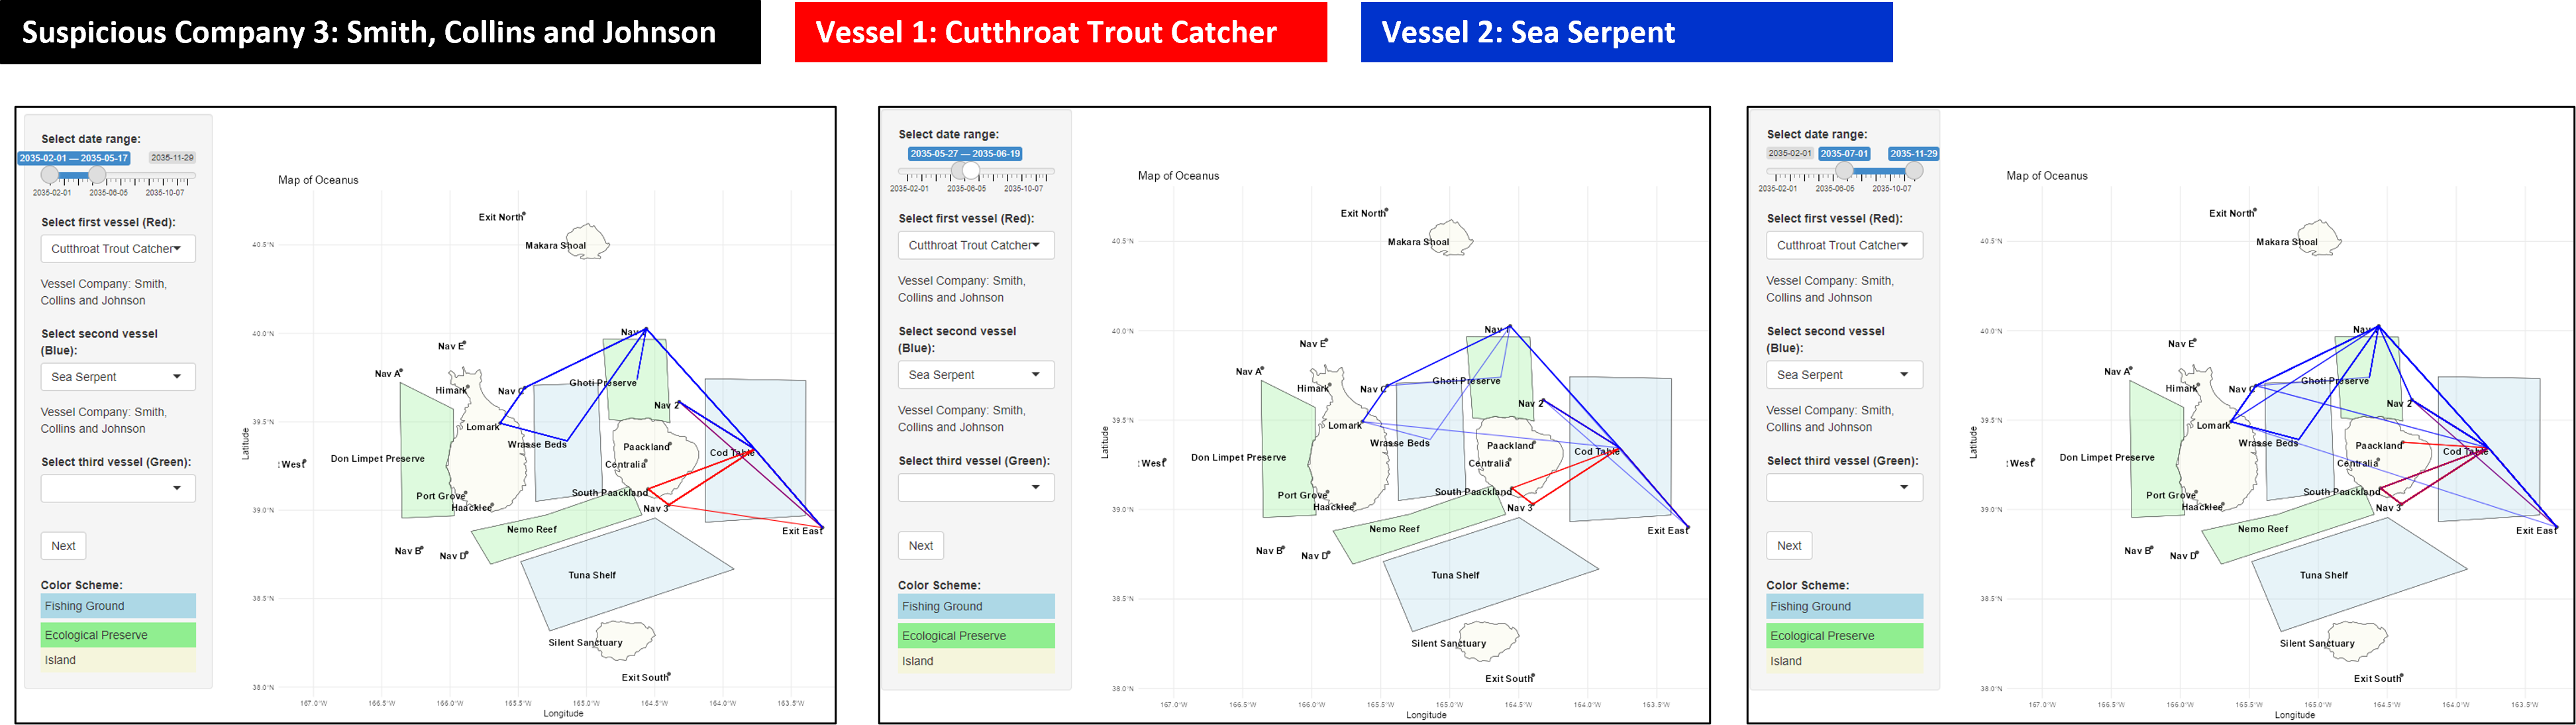 Suspicious Company 3: Smith, Collins and Johnson
Vessel 1: Cutthroat Trout Catcher
Vessel 2: Sea Serpent
Select date range:
2035-02-01 — 2035-05-17
2035-11-29
2035-02-01
2035-06-05
2035-10-07
Select first vessel (Red):
Cutthroat Trout Catcher
Vessel Company: Smith,
Collins and Johnson
Select second vessel
(Blue):
Sea Serpent
Vessel Company: Smith,
Collins and Johnson
Select third vessel (Green):
Next
Color Scheme:
Fishing Ground
Ecological Preserve
Island
Map of Oceanus
Latitude
40.5°N
40.0°N
39.5°N
39.0°N
38.5°N
38.0°N
Exit North
Makara Shoal
Nav
Nav E
Nav A
Himark
Nav C
Ghoti Preserve
Nav 2
Lomark
Wrasse Beds
Paackland
Cod Table
: West
Don Limpet Preserve
Centralia
Port Grove
South Paackland
Haacklee
Nav 3
Nemo Reef
Exit East
Nav B
Nav D
Tuna Shelf
Silent Sanctuary
Exit South
167.0°W
166.5°W
166.0°W
165.5°W
165.0°W
164.5°W
164.0°W
163.5°W
Longitude
Select date range:
2035-05-27 — 2035-06-19
2035-02-01
2035-06-05
2035-10-07
Select first vessel (Red):
Cutthroat Trout Catcher
Vessel Company: Smith,
Collins and Johnson
Select second vessel
(Blue):
Sea Serpent
Vessel Company: Smith,
Collins and Johnson
Select third vessel (Green):
Next
Color Scheme:
Fishing Ground
Ecological Preserve
Island
Map of Oceanus
Latitude
40.5°N
40.0°N
39.5°N
39.0°N
38.5°N
38.0°N
Exit North
Makara Shoal
Nav
Nav E
Nav A
Himark
Nav C
Ghoti Preserve
Nav 2
Lomark
Wrasse Beds
Paackland
Cod Table
: West
Don Limpet Preserve
Centralia
Port Grove
South Paackland
Haacklee
Nav 3
Nemo Reef
Exit East
Nav B
Nav D
Tuna Shelf
Silent Sanctuary
Exit South
167.0°W
166.5°W
166.0°W
165.5°W
165.0°W
164.5°W
164.0°W
163.5°W
Longitude
Select date range:
2035-02-01
2035-07-01
2035-11-29
2035-02-01
2035-06-05
2035-10-07
Select first vessel (Red):
Cutthroat Trout Catcher
Vessel Company: Smith,
Collins and Johnson
Select second vessel
(Blue):
Sea Serpent
Vessel Company: Smith,
Collins and Johnson
Select third vessel (Green):
Next
Color Scheme:
Fishing Ground
Ecological Preserve
Island
Map of Oceanus
Latitude
40.5°N
40.0°N
39.5°N
39.0°N
38.5°N
38.0°N
Exit North
Makara Shoal
Nav
Nav E
Nav A
Himark
Nav C
Ghoti Preserve
Nav 2
Lomark
Wrasse Beds
Paackland
Cod Table
: West
Don Limpet Preserve
Centralia
Port Grove
South Paackland
Haacklee
Nav 3
Nemo Reef
Exit East
Nav B
Nav D
Tuna Shelf
Silent Sanctuary
Exit South
167.0°W
166.5°W
166.0°W
165.5°W
165.0°W
164.5°W
164.0°W
163.5°W
Longitude